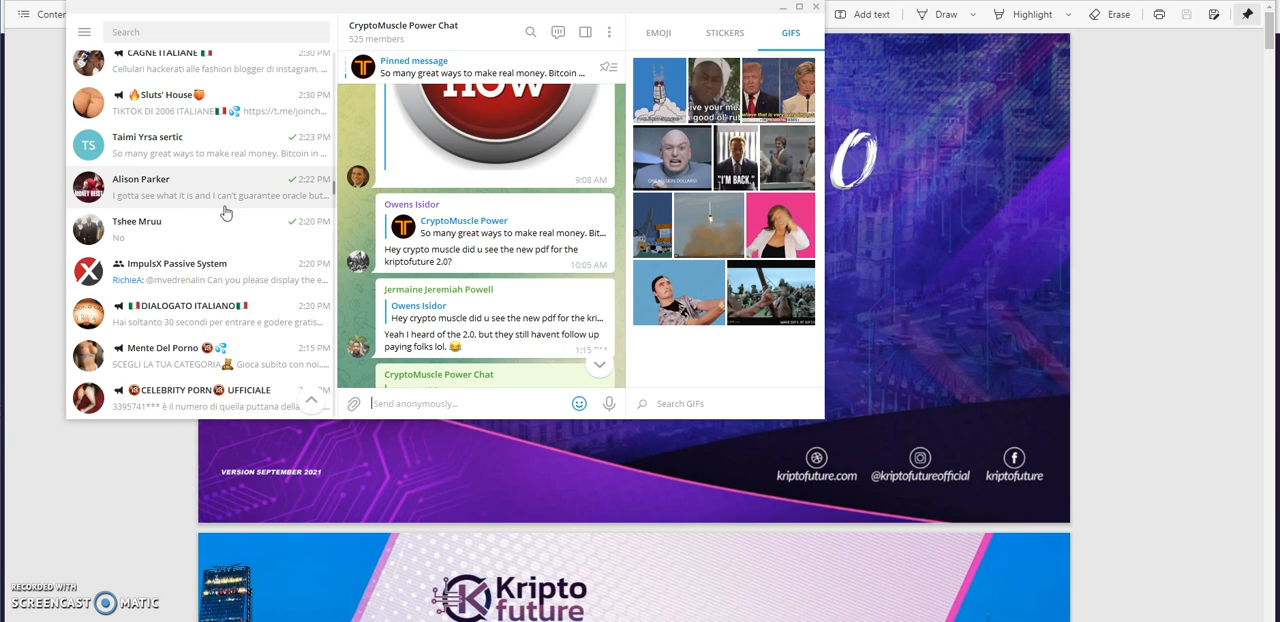 Conten
Add text
Draw
Highlight
Erase
Search
CAGNE ITALIANE 🇮🇹 2:30 PM
Cellulari hackerati alle fashion blogger di instagram, ...
🔥Sluts' House🍑 2:30 PM
TIKTOK DI 2006 ITALIANE🇮🇹💦 https://t.me/joinch...
TS
Taimi Yrsa sertic 2:23 PM
So many great ways to make real money. Bitcoin in ...
Alison Parker 2:22 PM
I gotta see what it is and I can't guarantee oracle but...
MONEY HEIST
Tshee Mruu 2:20 PM
No
ImpulsX Passive System 2:20 PM
RichieA: @mvedrenalin Can you please display the e...
🇮🇹DIALOGATO ITALIANO🇮🇹 2:20 PM
Hai soltanto 30 secondi per entrare e godere gratis...
Mente Del Porno 🔞💦 2:15 PM
SCEGLI LA TUA CATEGORIA🧸 Gioca subito con noi....
🔞CELEBRITY PORN🔞 UFFICIALE
3395741*** è il numero di quella puttana della
CryptoMuscle Power Chat
525 members
Pinned message
So many great ways to make real money. Bitcoin ...
NOW
9:08 AM
Owens Isidor
CryptoMuscle Power
So many great ways to make real money. Bit...
Hey crypto muscle did u see the new pdf for the
kriptofuture 2.0?
10:05 AM
Jermaine Jeremiah Powell
Owens Isidor
Hey crypto muscle did u see the new pdf for the kri...
Yeah I heard of the 2.0. but they still havent follow up
paying folks lol. 😂
1:15 PM
CryptoMuscle Power Chat
Send anonymously...
EMOJI
STICKERS
GIFS
"I'M BACK."
Search GIFs
O
VERSION SEPTEMBER 2021
kriptofuture.com
@kriptofutureofficial
kriptofuture
Kripto
future
RECORDED WITH
SCREENCAST MATIC